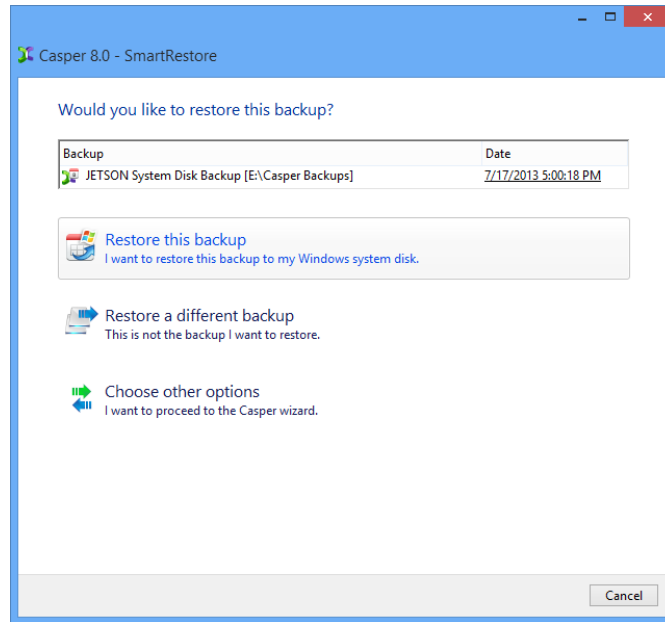 Casper 8.0 - SmartRestore
Would you like to restore this backup?
Backup Date
JETSON System Disk Backup [E:\Casper Backups] 7/17/2013 5:00:18 PM
Restore this backup
I want to restore this backup to my Windows system disk.
Restore a different backup
This is not the backup I want to restore.
Choose other options
I want to proceed to the Casper wizard.
Cancel